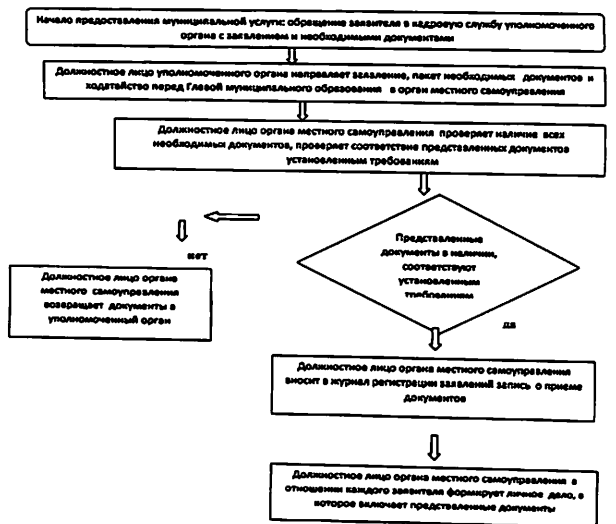 Начало предоставления муниципальной услуги: обращение заявителя в кадровую службу уполномоченного
органа с заявлением и необходимыми документами
Должностное лицо уполномоченного органа направляет заявление, пакет необходимых документов и
ходатайство перед Главой муниципального образования в орган местного самоуправления
Должностное лицо органа местного самоуправления проверяет наличие всех
необходимых документов, проверяет соответствие представленных документов
установленным требованиям
Представленные
документы в наличии,
соответствуют
установленным
требованиям
нет
Должностное лицо органа
местного самоуправления
возвращает документы в
уполномоченный орган
да
Должностное лицо органа местного самоуправления
вносит в журнал регистрации заявлений запись о приеме
документов
Должностное лицо органа местного самоуправления в
отношении каждого заявителя формирует личное дело, в
которое включает представленные документы